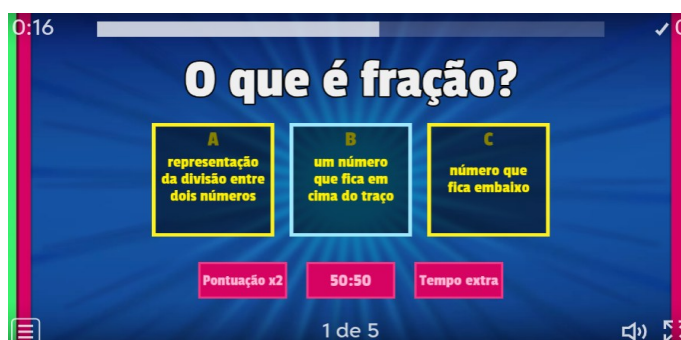 0:16
0
O que é fração?
A
representação
da divisão entre
dois números
B
um número
que fica em
cima do traço
C
número que
fica embaixo
Pontuação x2
50:50
Tempo extra
1 de 5